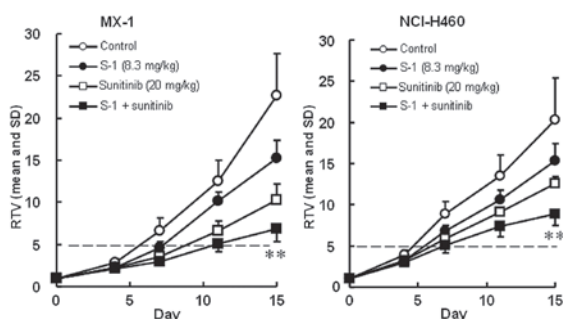 MX-1
RTV (mean and SD)
30
25
20
15
10
5
0
Control
S-1 (8.3 mg/kg)
Sunitinib (20 mg/kg)
S-1 + sunitinib
**
0 5 10 15
Day
NCI-H460
RTV (mean and SD)
30
25
20
15
10
5
0
Control
S-1 (8.3 mg/kg)
Sunitinib (20 mg/kg)
S-1 + sunitinib
**
0 5 10 15
Day